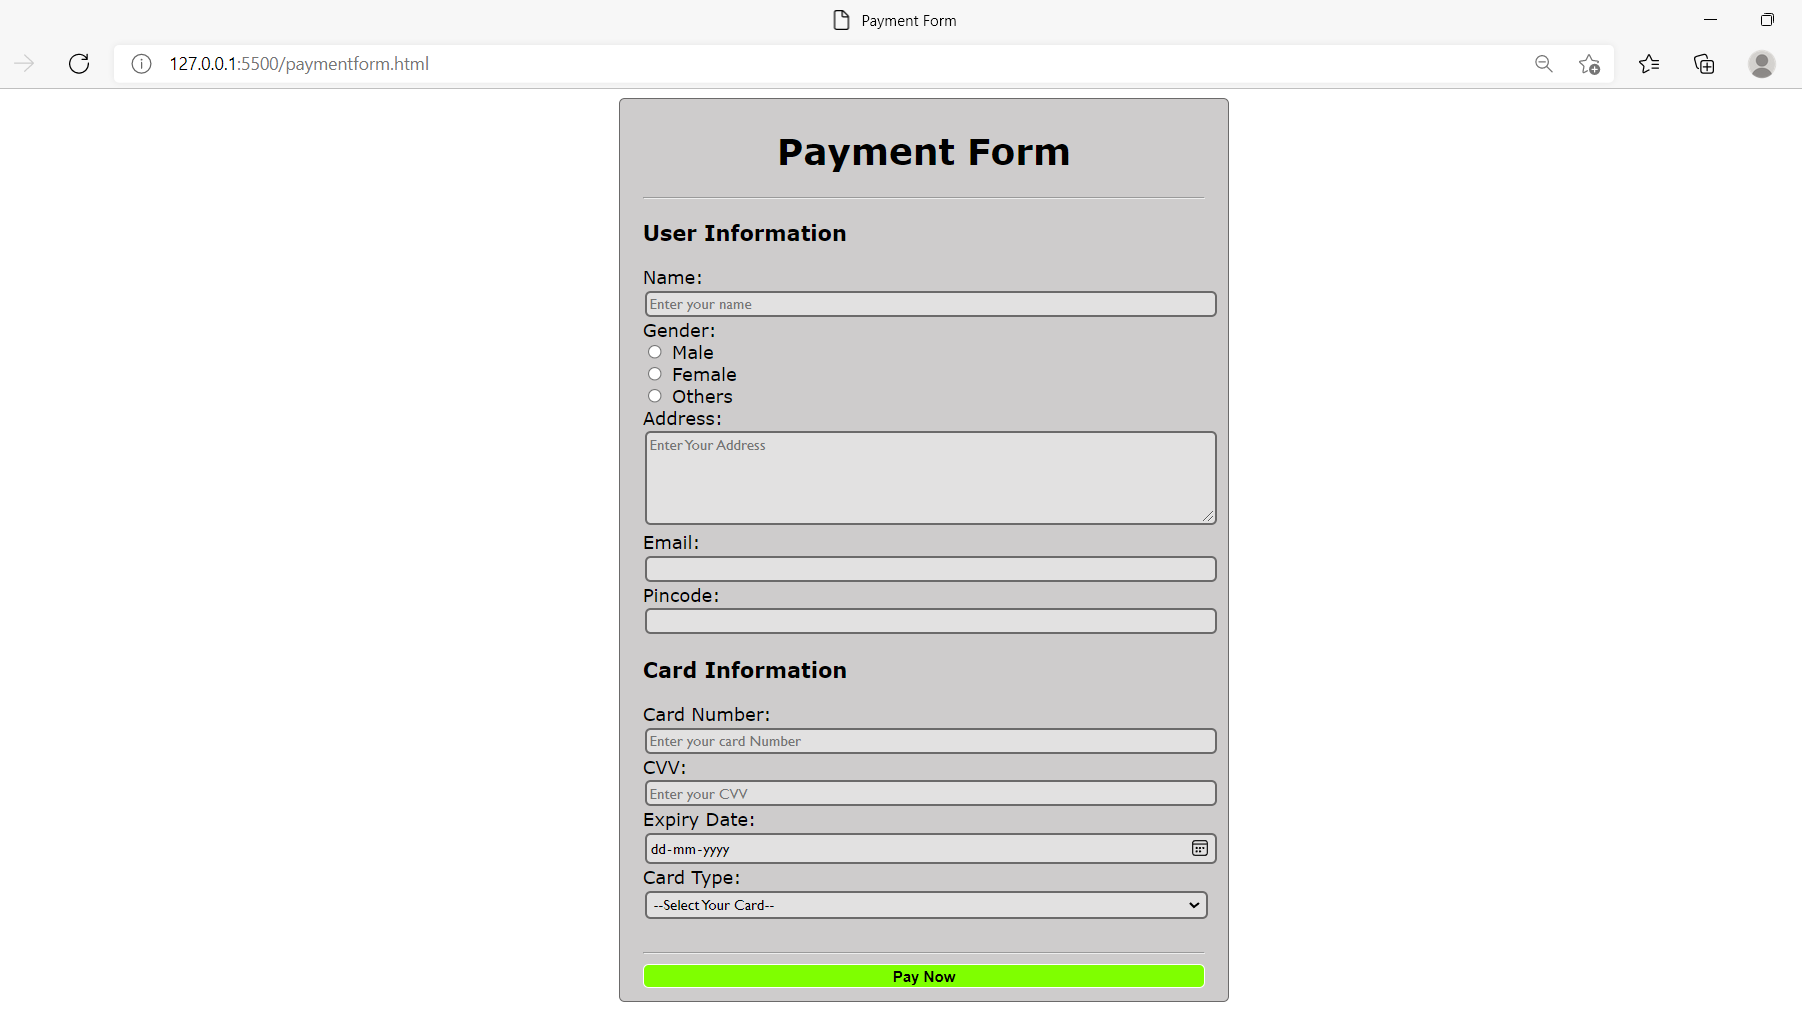 Payment Form
127.0.0.1:5500/paymentform.html
Payment Form
User Information
Name:
Enter your name
Gender:
Male
Female
Others
Address:
Enter Your Address
Email:
Pincode:
Card Information
Card Number:
Enter your card Number
CVV:
Enter your CVV
Expiry Date:
dd-mm-yyyy
Card Type:
--Select Your Card--
Pay Now